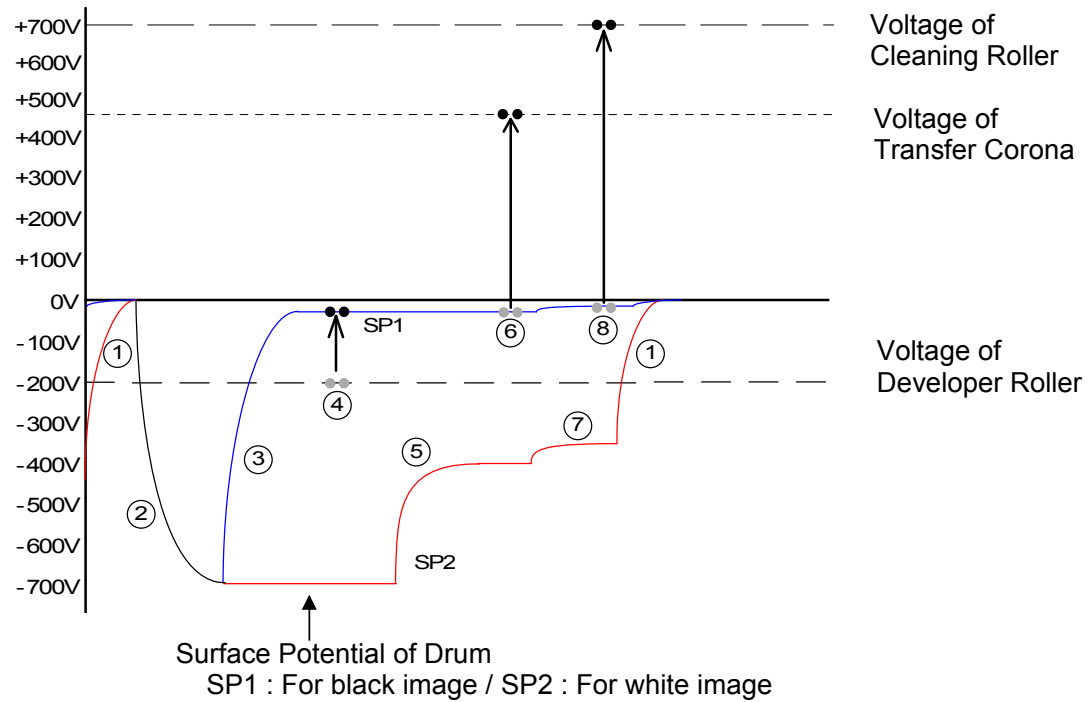 +700V
+600V
+500V
+400V
+300V
+200V
+100V
0V
-100V
-200V
-300V
-400V
-500V
-600V
-700V
Voltage of
Cleaning Roller
Voltage of
Transfer Corona
Voltage of
Developer Roller
1
2
3
SP1
4
5
SP2
6
7
8
1
Surface Potential of Drum
SP1 : For black image / SP2 : For white image